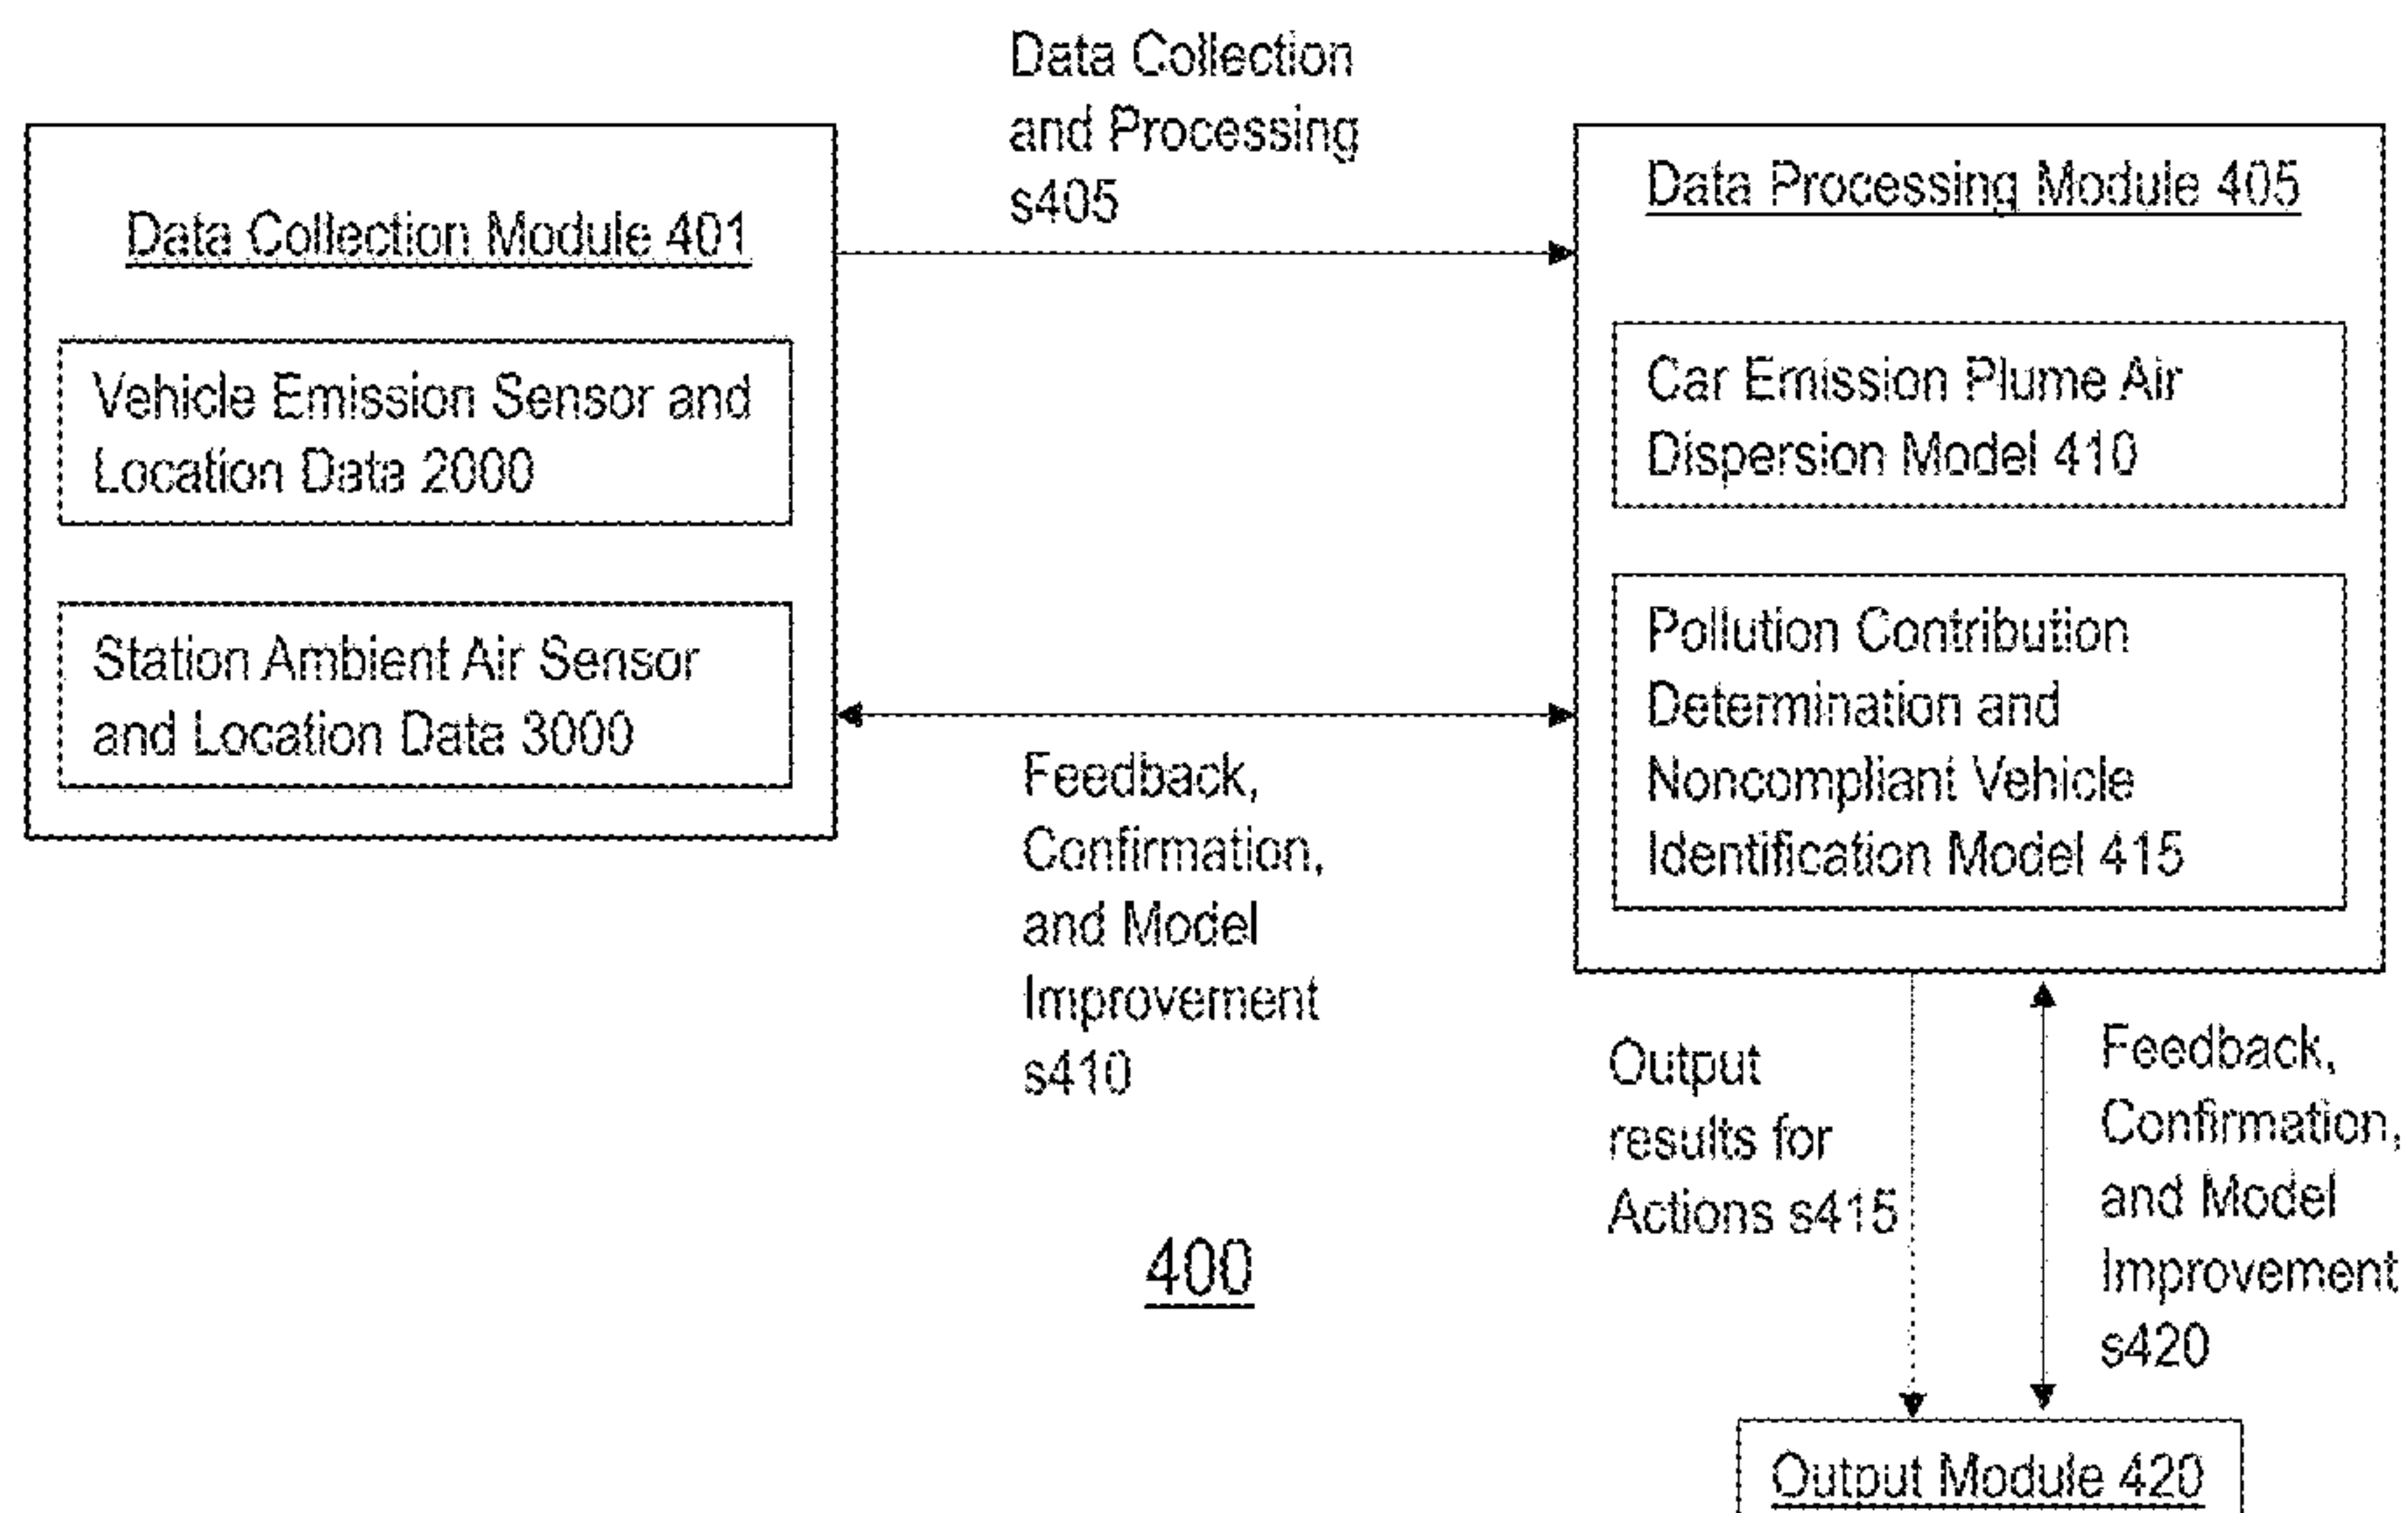 Data Collection
and Processing
s405
Data Collection Module 401
Vehicle Emission Sensor and
Location Data 2000
Station Ambient Air Sensor
and Location Data 3000
Data Processing Module 405
Car Emission Plume Air
Dispersion Model 410
Pollution Contribution
Determination and
Noncompliant Vehicle
Identification Model 415
Feedback,
Confirmation,
and Model
Improvement
s410
Output
results for
Actions s415
Feedback,
Confirmation,
and Model
Improvement
s420
400
Output Module 420